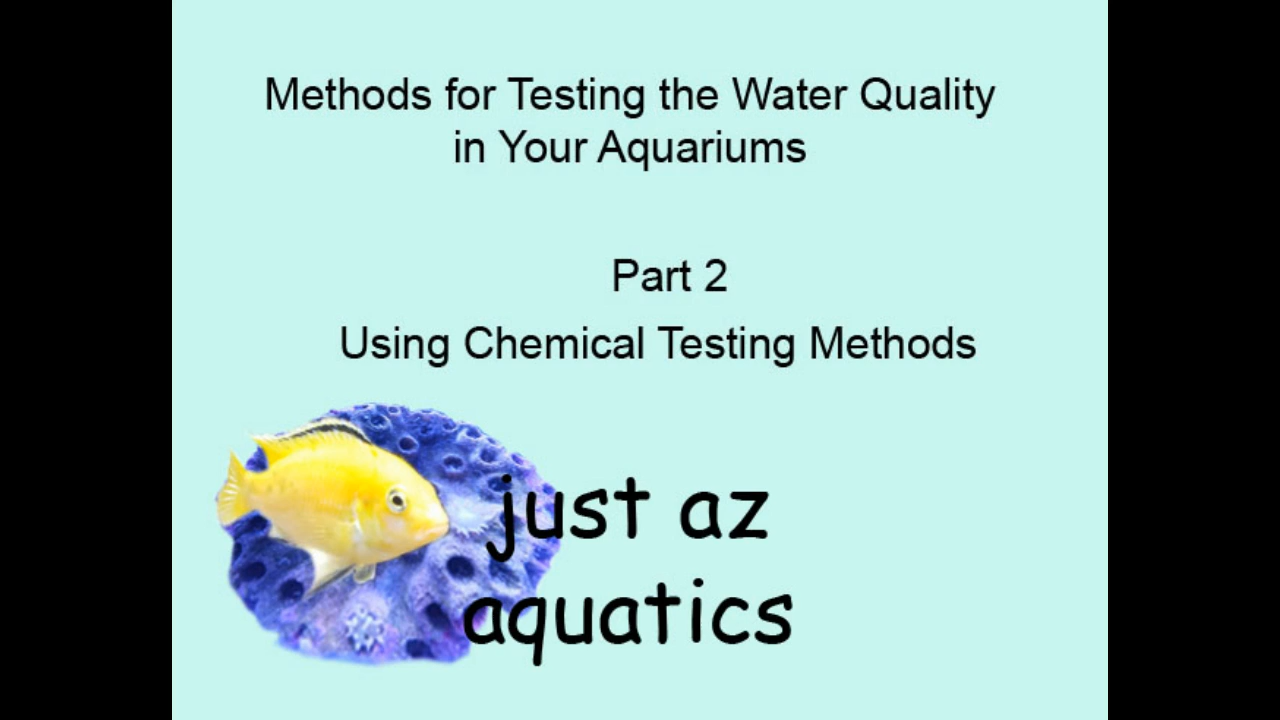 Methods for Testing the Water Quality
in Your Aquariums
Part 2
Using Chemical Testing Methods
just az
aquatics